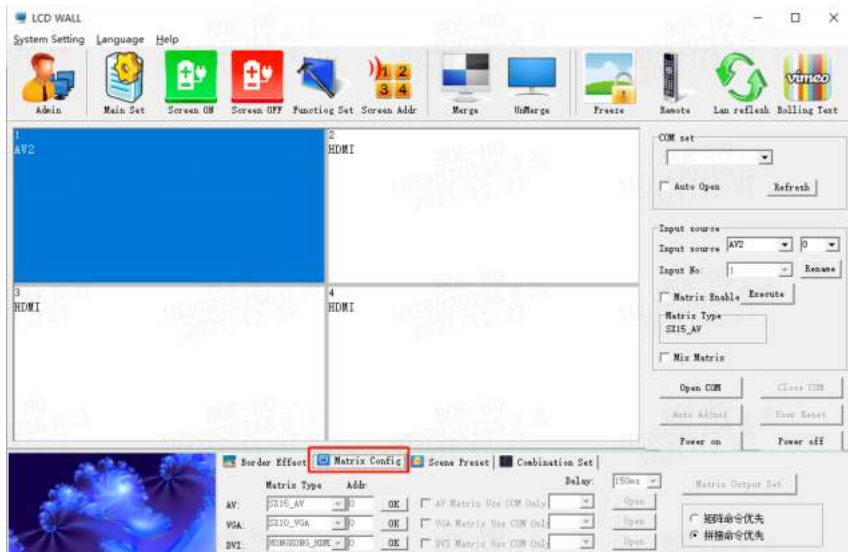 LCD WALL
System Setting Language Help
Admin Main Set Screen ON Screen OFF Functiog Set Screen Addr Merge UnMerge Freeze Remote Lan reflesh Rolling Text
1 2
3 4
vimeo
1
AV2
2
HDMI
3
HDMI
4
HDMI
COM set
Auto Open Refresh
Input source
Input source AV2 0
Input No: 1 Rename
Matrix Enable Execute
Matrix Type
SX15_AV
Mix Matrix
Open COM Close COM
Auto Adjust User Reset
Power on Power off
Border Effect Matrix Config Scene Preset Combination Set
Matrix Type Addr Delay: 150ms Matrix Output Set
AV: SX15_AV 0 OK AV Matrix Use COM Only Open
VGA: SX10_VGA 0 OK VGA Matrix Use COM Only Open 矩阵命令优先
DVI: 0 OK DVI Matrix Use COM Only Open 拼接命令优先